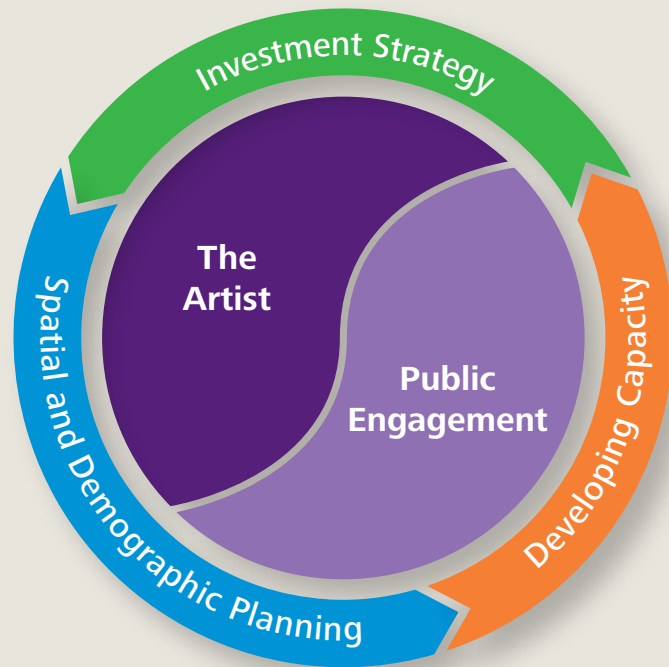 Investment Strategy
The
Artist
Public
Engagement
Spatial and Demographic Planning
Developing Capacity